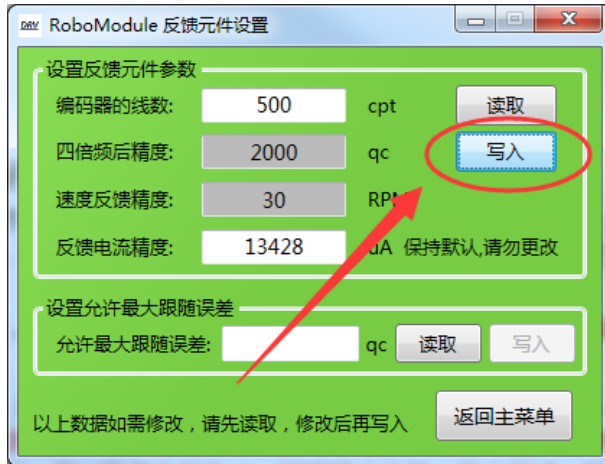 DRV RoboModule 反馈元件设置
设置反馈元件参数
编码器的线数: 500 cpt 读取
四倍频后精度: 2000 qc 写入
速度反馈精度: 30 RPM
反馈电流精度: 13428 uA 保持默认,请勿更改
设置允许最大跟随误差
允许最大跟随误差: qc 读取 写入
以上数据如需修改，请先读取，修改后再写入 返回主菜单